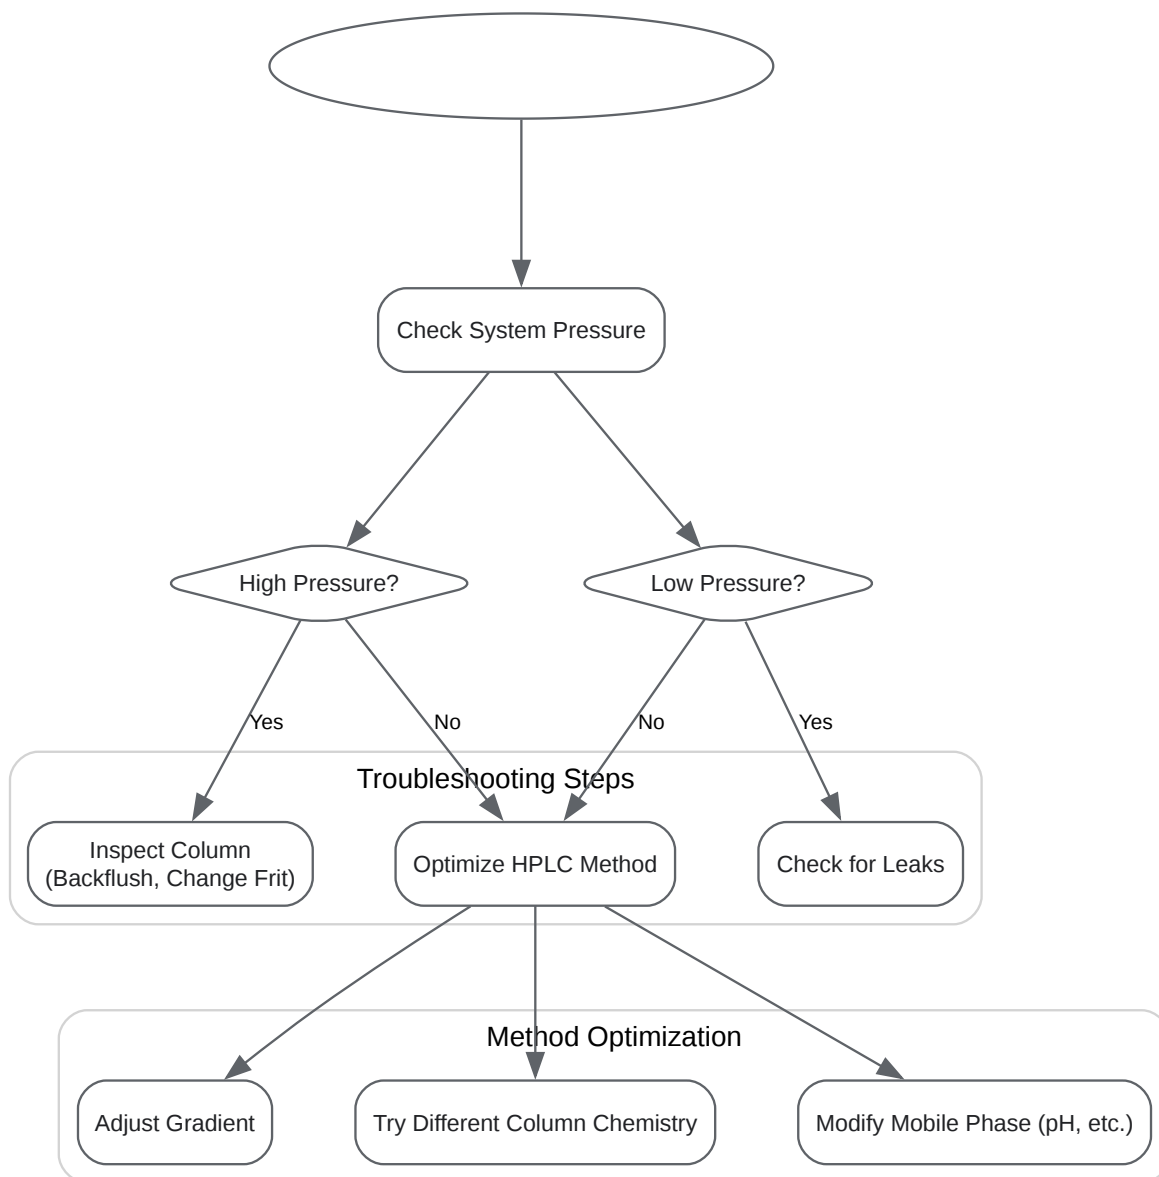 Check System Pressure
High Pressure?
Low Pressure?
Yes
No
No
Yes
Troubleshooting Steps
Inspect Column
(Backflush, Change Frit)
Optimize HPLC Method
Check for Leaks
Method Optimization
Adjust Gradient
Try Different Column Chemistry
Modify Mobile Phase (pH, etc.)